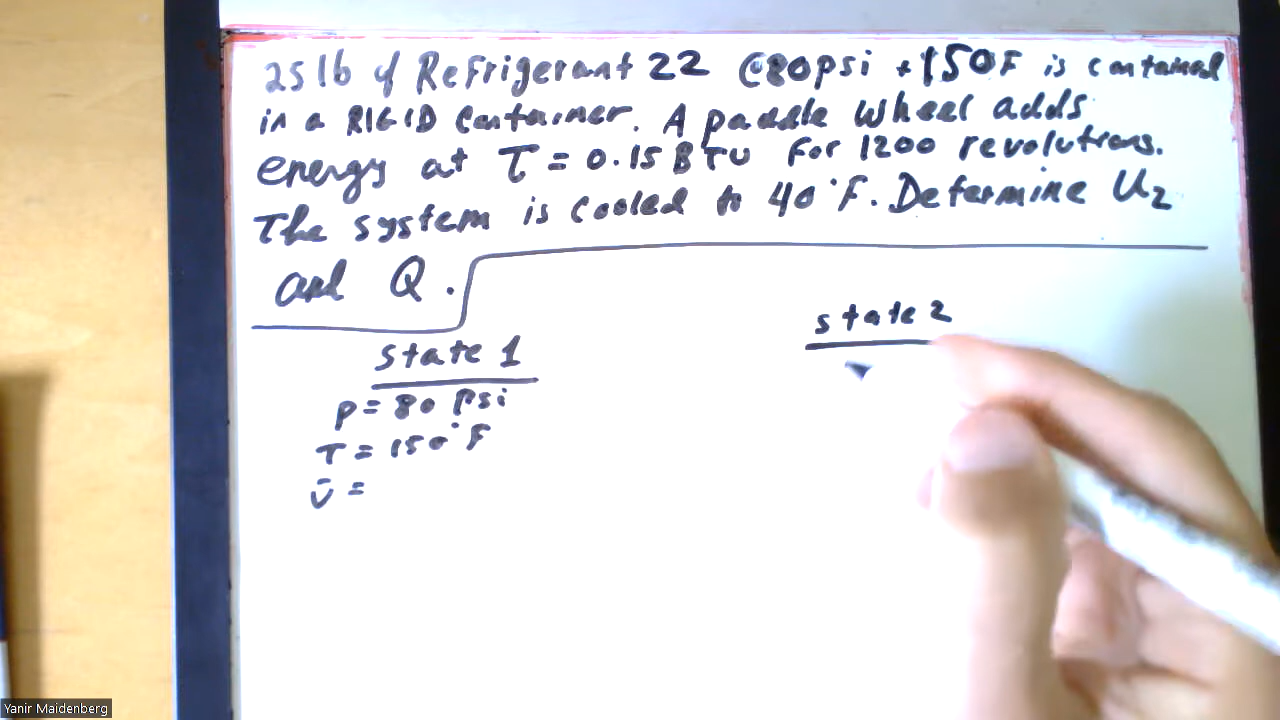 25 lb of Refrigerant 22 @80psi + 150F is contained
in a RIGID Container. A paddle wheel adds
energy at τ = 0.15 BTU For 1200 revolutions.
The system is cooled to 40°F. Determine U2
and Q.
state 1
P = 80 psi
T = 150°F
ῡ =
state 2
Yanir Maidenberg